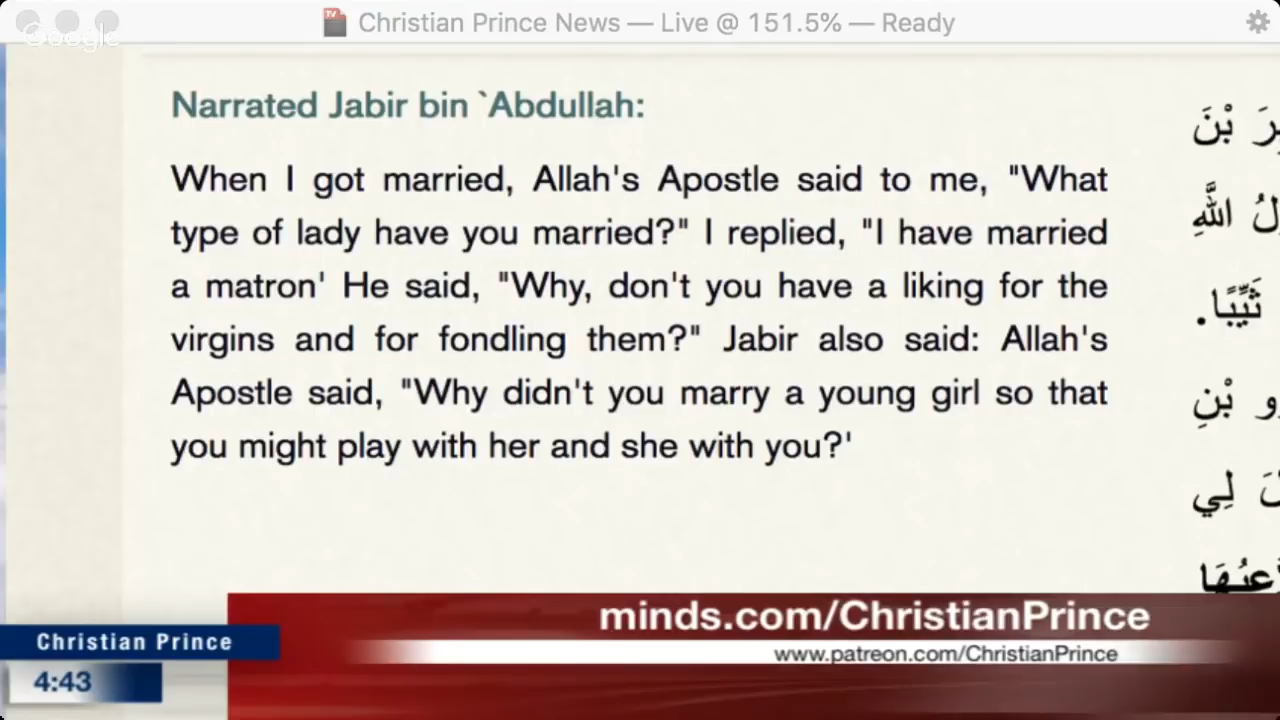 Christian Prince News — Live @ 151.5% — Ready
Google
Narrated Jabir bin `Abdullah:
When I got married, Allah's Apostle said to me, "What
type of lady have you married?" I replied, "I have married
a matron' He said, "Why, don't you have a liking for the
virgins and for fondling them?" Jabir also said: Allah's
Apostle said, "Why didn't you marry a young girl so that
you might play with her and she with you?'
بْنَ
اللَّهِ
ثَيِّبًا.
بْنِ
لِي
minds.com/ChristianPrince
Christian Prince
www.patreon.com/ChristianPrince
4:43